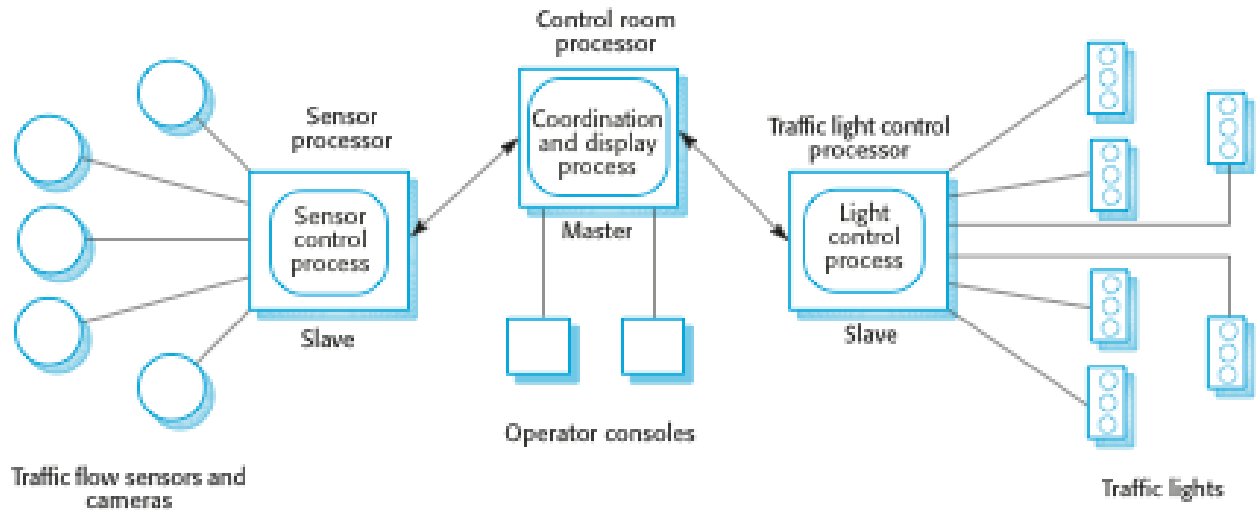 Control room
processor
Sensor
processor
Coordination
and display
process
Traffic light control
processor
Sensor
control
process
Master
Light
control
process
Slave
Slave
Operator consoles
Traffic flow sensors and
cameras
Traffic lights